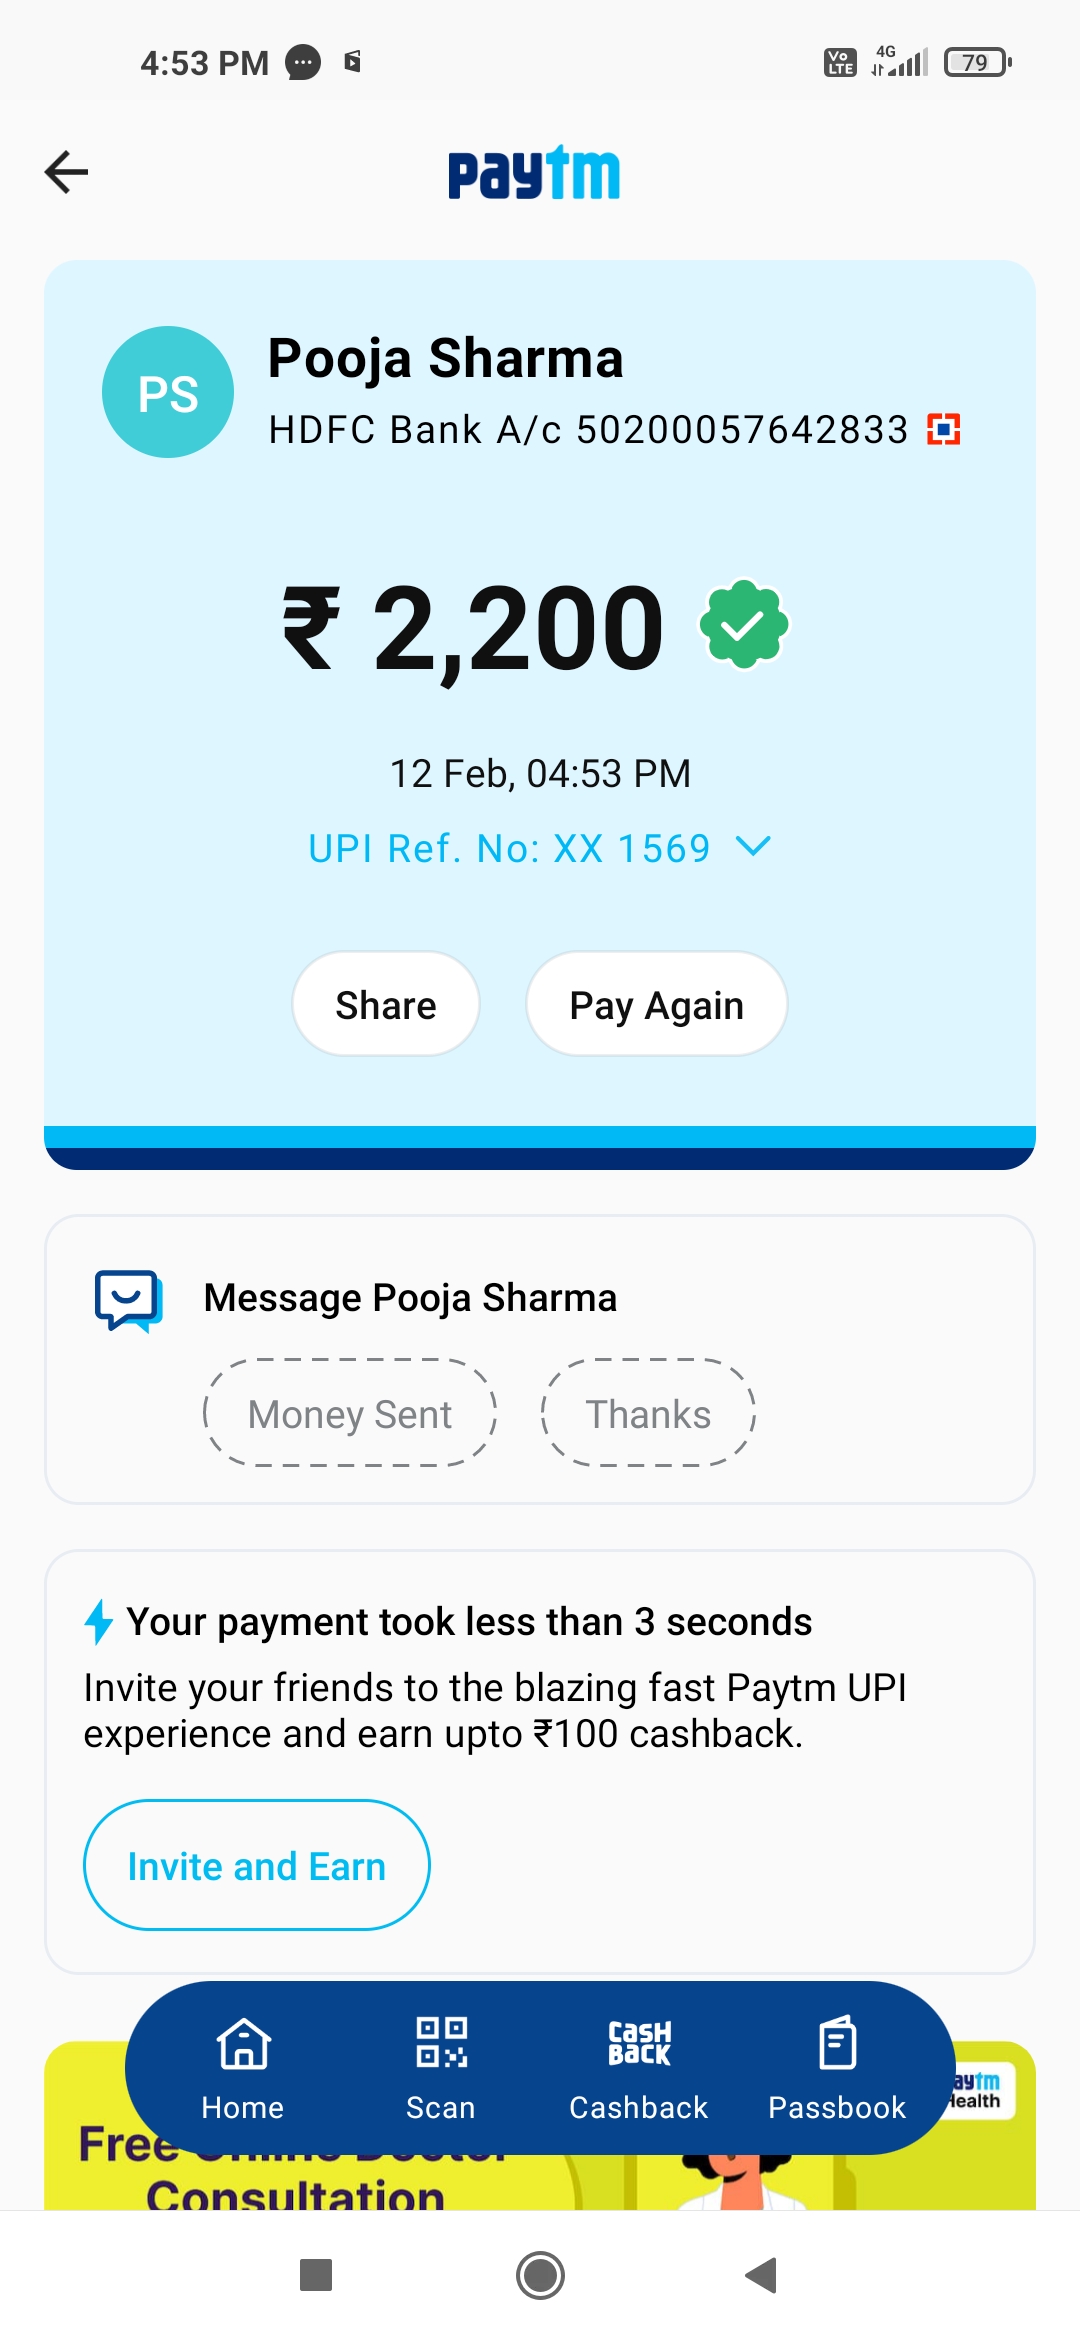 4:53 PM
Vo LTE 4G 79
paytm
PS
Pooja Sharma
HDFC Bank A/c 50200057642833
₹ 2,200
12 Feb, 04:53 PM
UPI Ref. No: XX 1569
Share Pay Again
Message Pooja Sharma
Money Sent Thanks
Your payment took less than 3 seconds
Invite your friends to the blazing fast Paytm UPI
experience and earn upto ₹100 cashback.
Invite and Earn
CASH BACK
Home Scan Cashback Passbook
aytm
Health
Free Online Doctor
Consultation